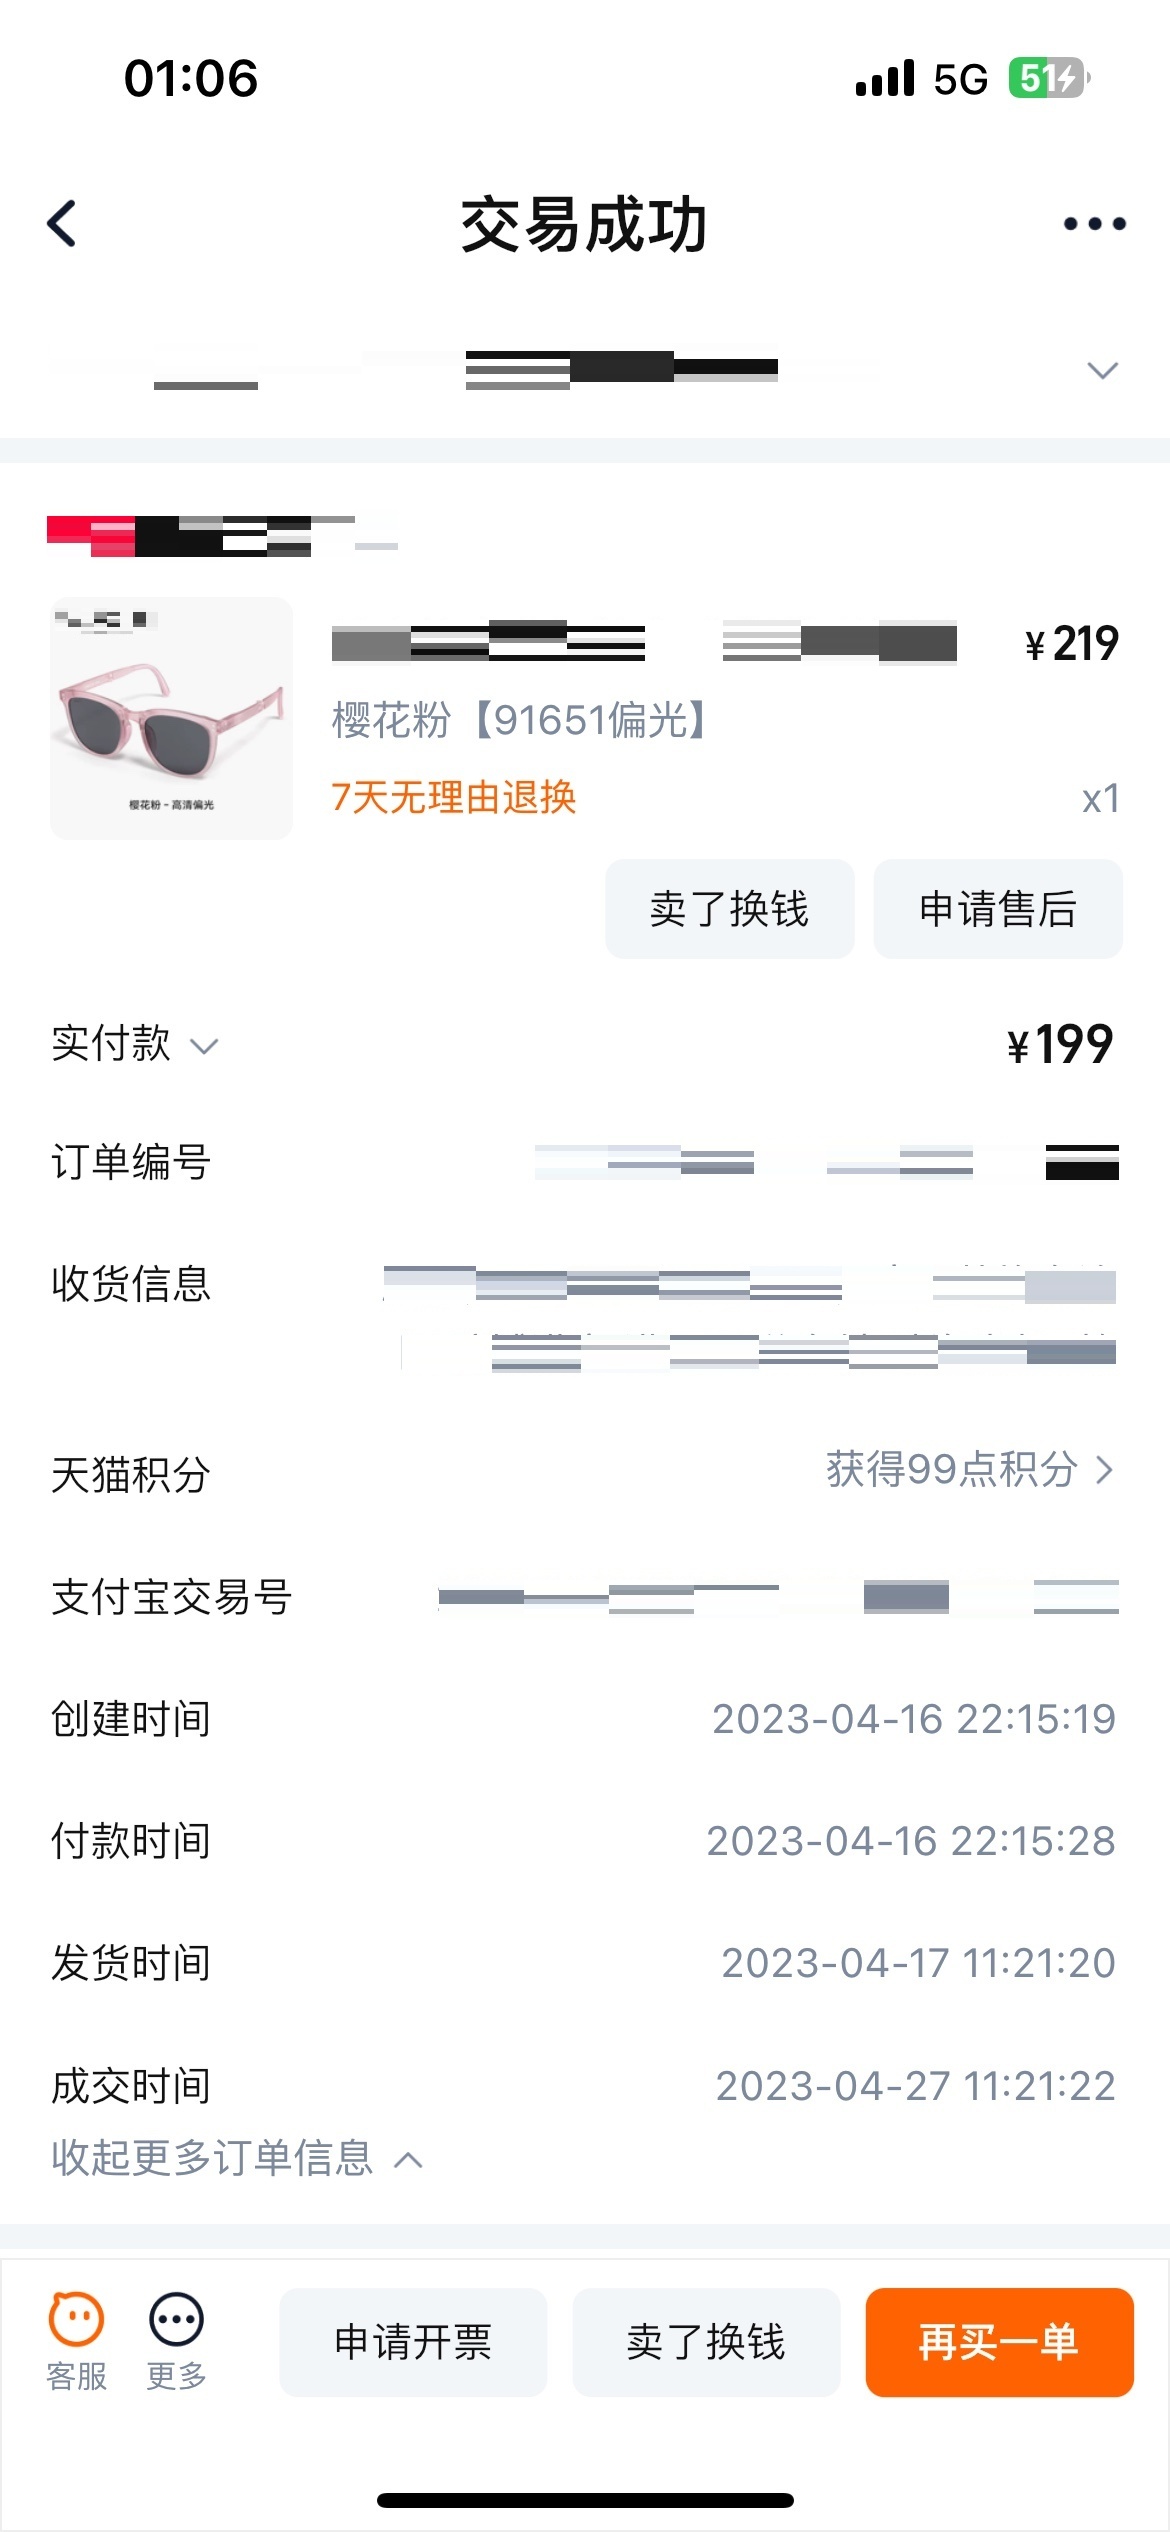 01:06
5G 51
交易成功
¥219
樱花粉【91651偏光】
7天无理由退换
x1
樱花粉-高清偏光
卖了换钱
申请售后
实付款
¥199
订单编号
收货信息
天猫积分
获得99点积分
支付宝交易号
创建时间
2023-04-16 22:15:19
付款时间
2023-04-16 22:15:28
发货时间
2023-04-17 11:21:20
成交时间
2023-04-27 11:21:22
收起更多订单信息
客服
更多
申请开票
卖了换钱
再买一单